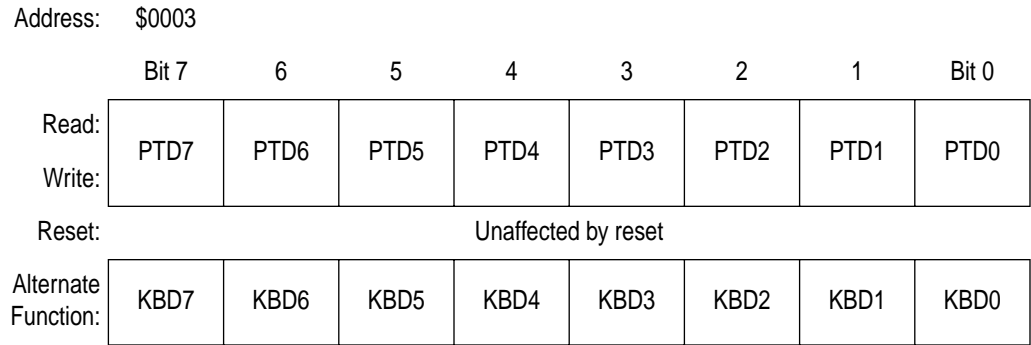 Address: $0003
Bit 7 6 5 4 3 2 1 Bit 0
Read:
PTD7 PTD6 PTD5 PTD4 PTD3 PTD2 PTD1 PTD0
Write:
Reset: Unaffected by reset
Alternate
Function: KBD7 KBD6 KBD5 KBD4 KBD3 KBD2 KBD1 KBD0